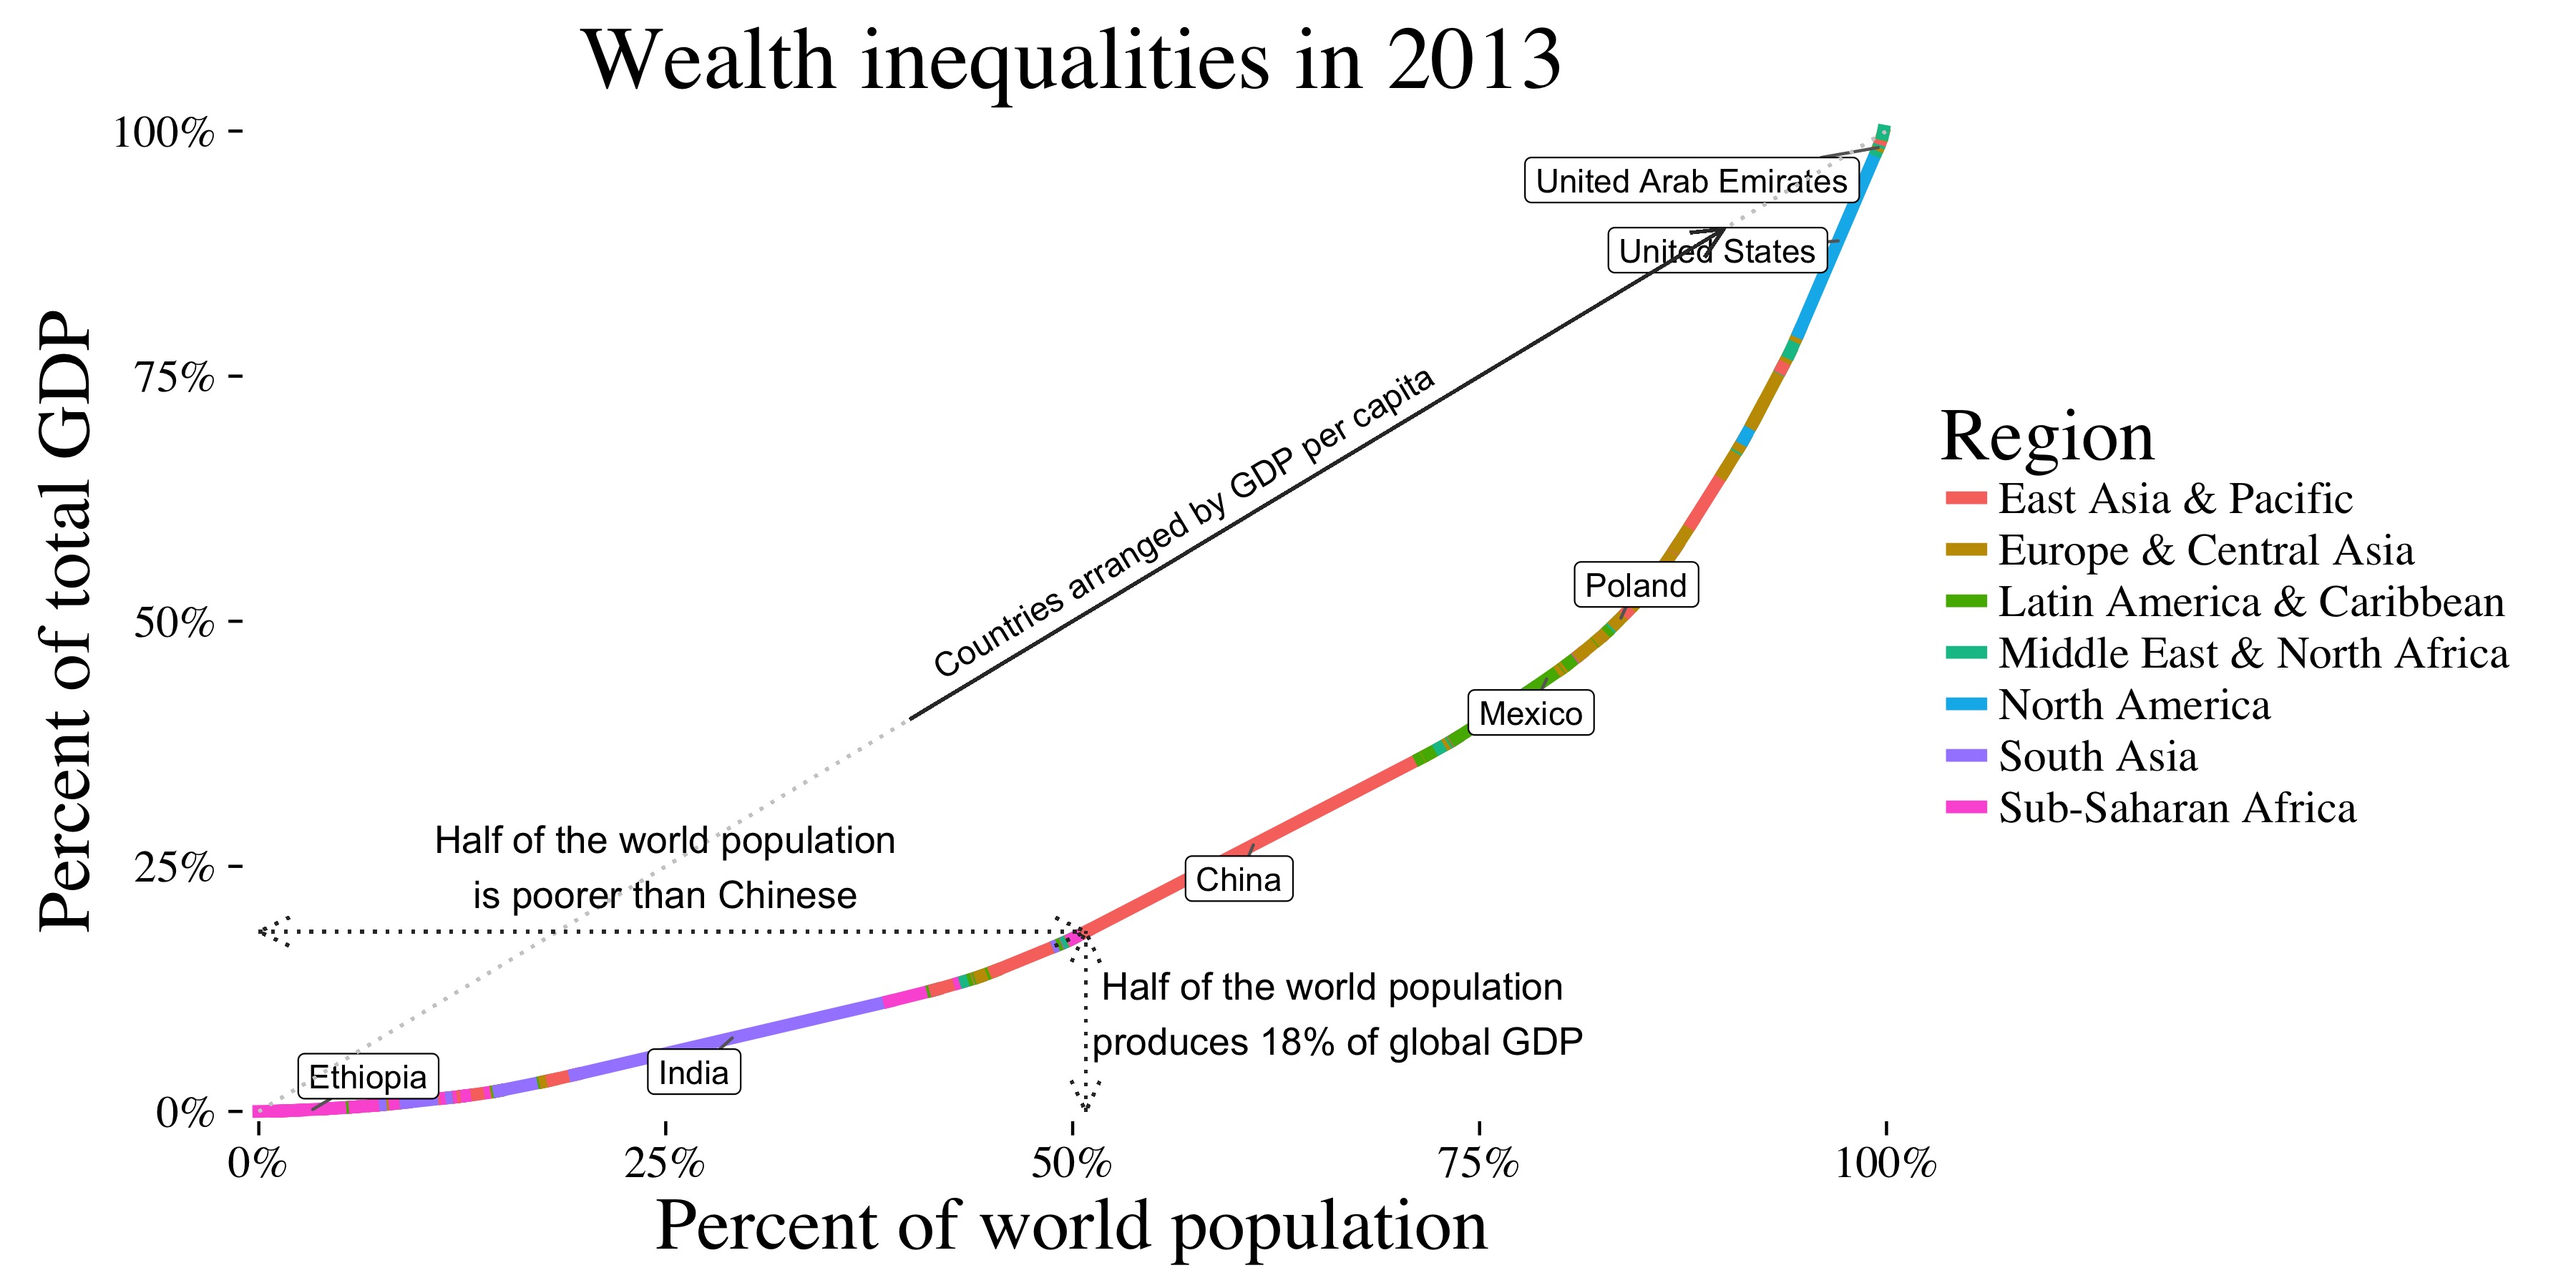 Wealth inequalities in 2013
Percent of total GDP
100%
75%
50%
25%
0%
United Arab Emirates
United States
Countries arranged by GDP per capita
Poland
Mexico
Half of the world population
is poorer than Chinese
China
Half of the world population
produces 18% of global GDP
Ethiopia
India
0%
25%
50%
75%
100%
Percent of world population
Region
East Asia & Pacific
Europe & Central Asia
Latin America & Caribbean
Middle East & North Africa
North America
South Asia
Sub-Saharan Africa